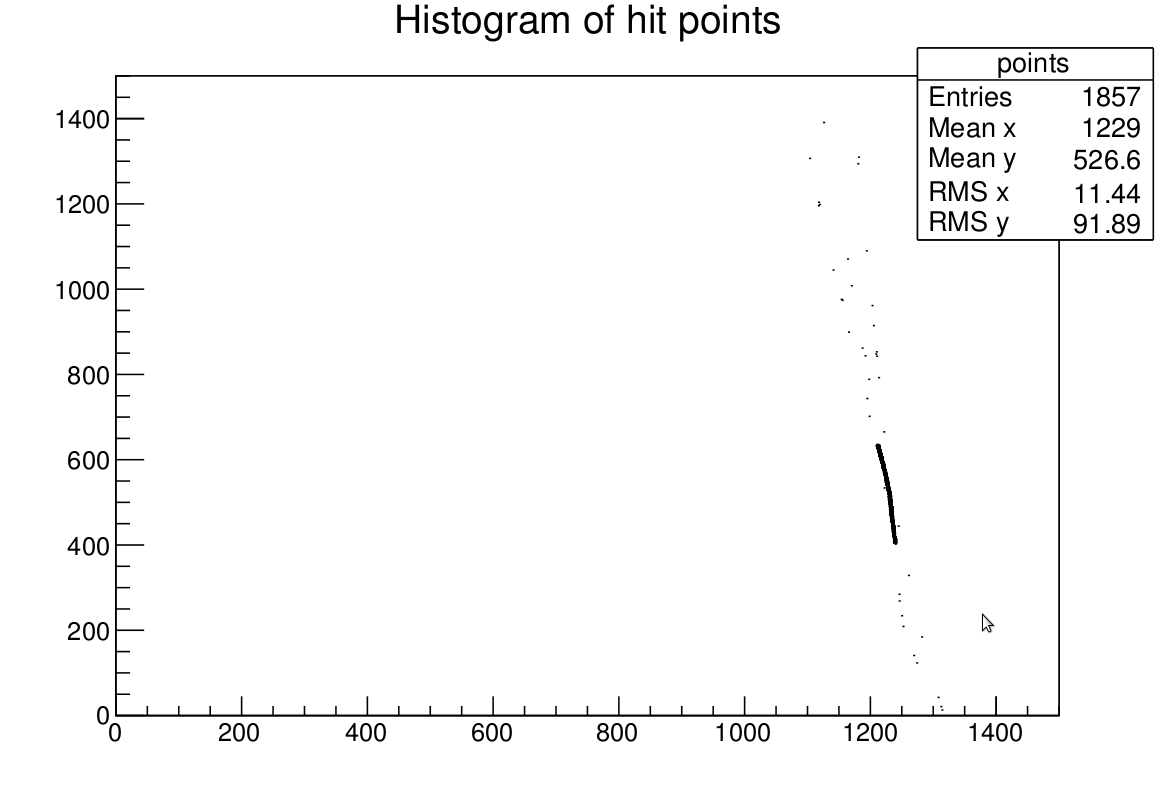 Histogram of hit points
points
Entries 1857
Mean x 1229
Mean y 526.6
RMS x 11.44
RMS y 91.89
1400
1200
1000
800
600
400
200
0
0 200 400 600 800 1000 1200 1400